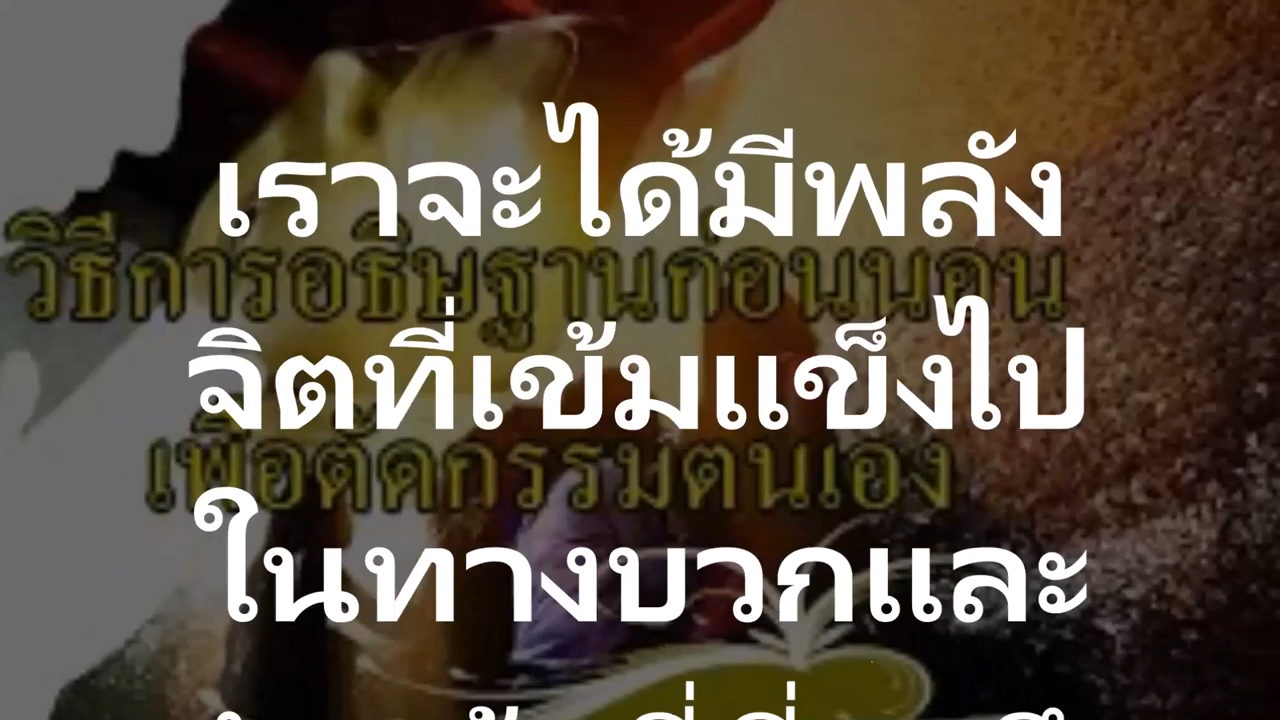 เราจะได้มีพลัง
วิธีการอธิษฐานก่อนนอน
จิตที่เข้มแข็งไป
เพื่อตัดกรรมตนเอง
ในทางบวกและ